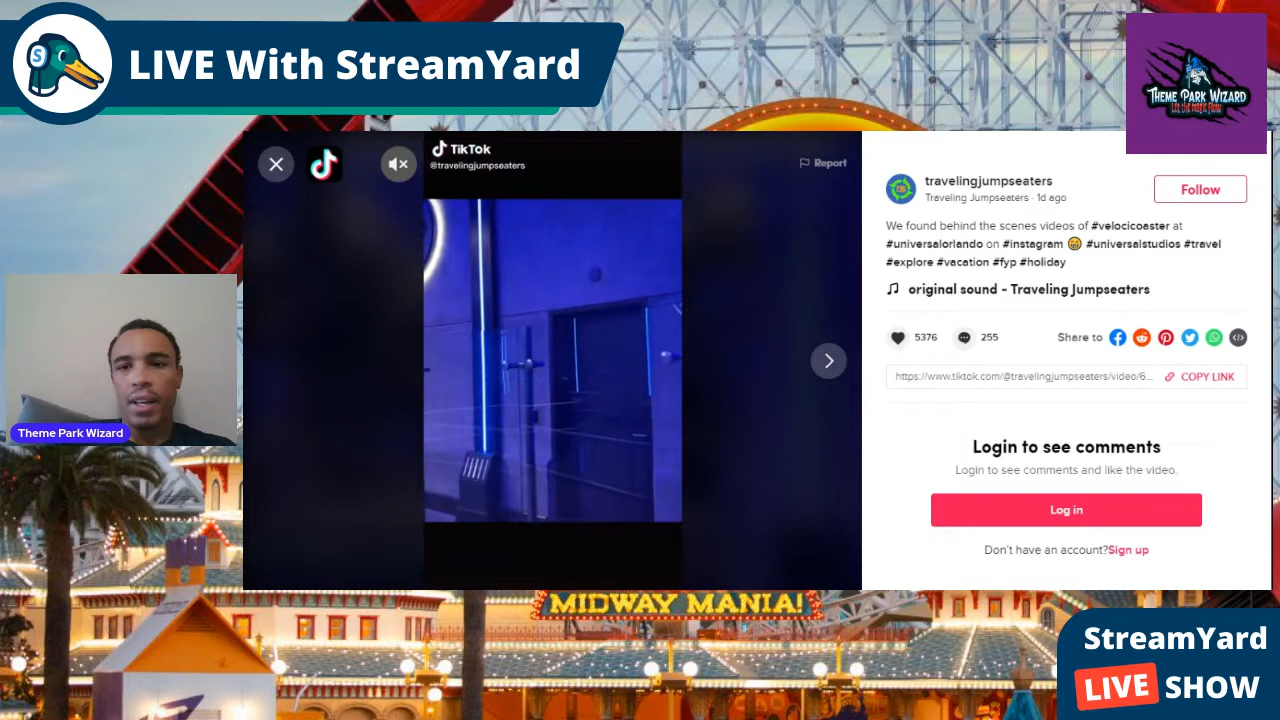 LIVE With StreamYard
S
THEME PARK WIZARD
LET THE MAGIC FLOW
TikTok
@travelingjumpseaters
Report
travelingjumpseaters
Traveling Jumpseaters · 1d ago
Follow
We found behind the scenes videos of #velocicoaster at
#universalorlando on #instagram 😁 #universalstudios #travel
#explore #vacation #fyp #holiday
original sound - Traveling Jumpseaters
5376
255
Share to
https://www.tiktok.com/@travelingjumpseaters/video/6...
COPY LINK
Theme Park Wizard
Login to see comments
Login to see comments and like the video.
Log in
Don't have an account?Sign up
MIDWAY MANIA!
StreamYard
LIVE SHOW